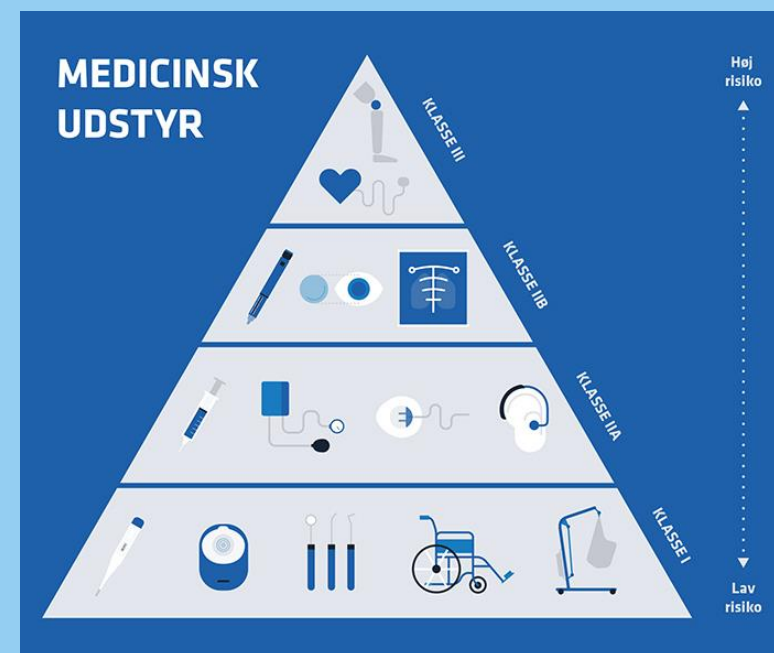 MEDICINSK
UDSTYR
Høj
risiko
KLASSE III
KLASSE IIB
KLASSE IIA
KLASSE I
Lav
risiko